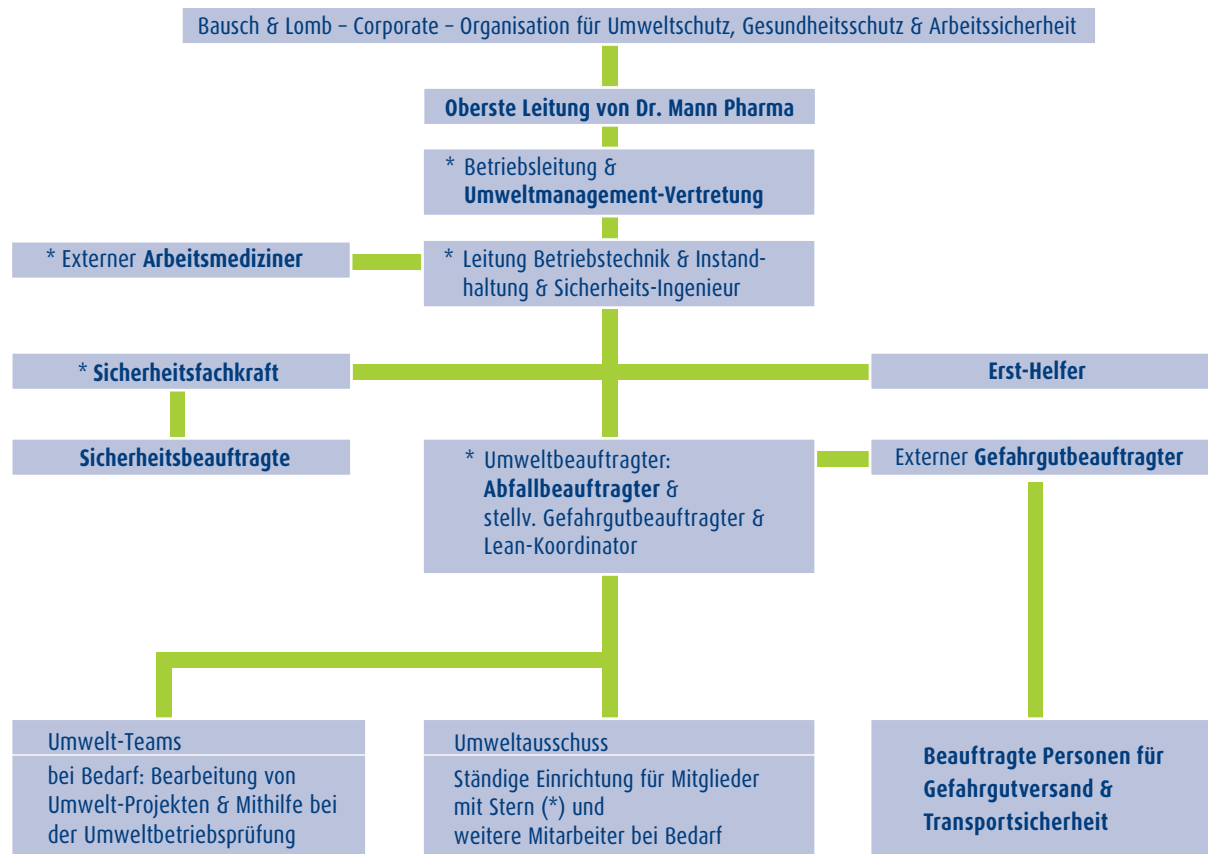 Bausch & Lomb – Corporate – Organisation für Umweltschutz, Gesundheitsschutz & Arbeitssicherheit
Oberste Leitung von Dr. Mann Pharma
* Betriebsleitung &
Umweltmanagement-Vertretung
* Externer Arbeitsmediziner
* Leitung Betriebstechnik & Instand-
haltung & Sicherheits-Ingenieur
* Sicherheitsfachkraft
Erst-Helfer
Sicherheitsbeauftragte
* Umweltbeauftragter:
Abfallbeauftragter &
stellv. Gefahrgutbeauftragter &
Lean-Koordinator
Externer Gefahrgutbeauftragter
Umwelt-Teams
bei Bedarf: Bearbeitung von
Umwelt-Projekten & Mithilfe bei
der Umweltbetriebsprüfung
Umweltausschuss
Ständige Einrichtung für Mitglieder
mit Stern (*) und
weitere Mitarbeiter bei Bedarf
Beauftragte Personen für
Gefahrgutversand &
Transportsicherheit